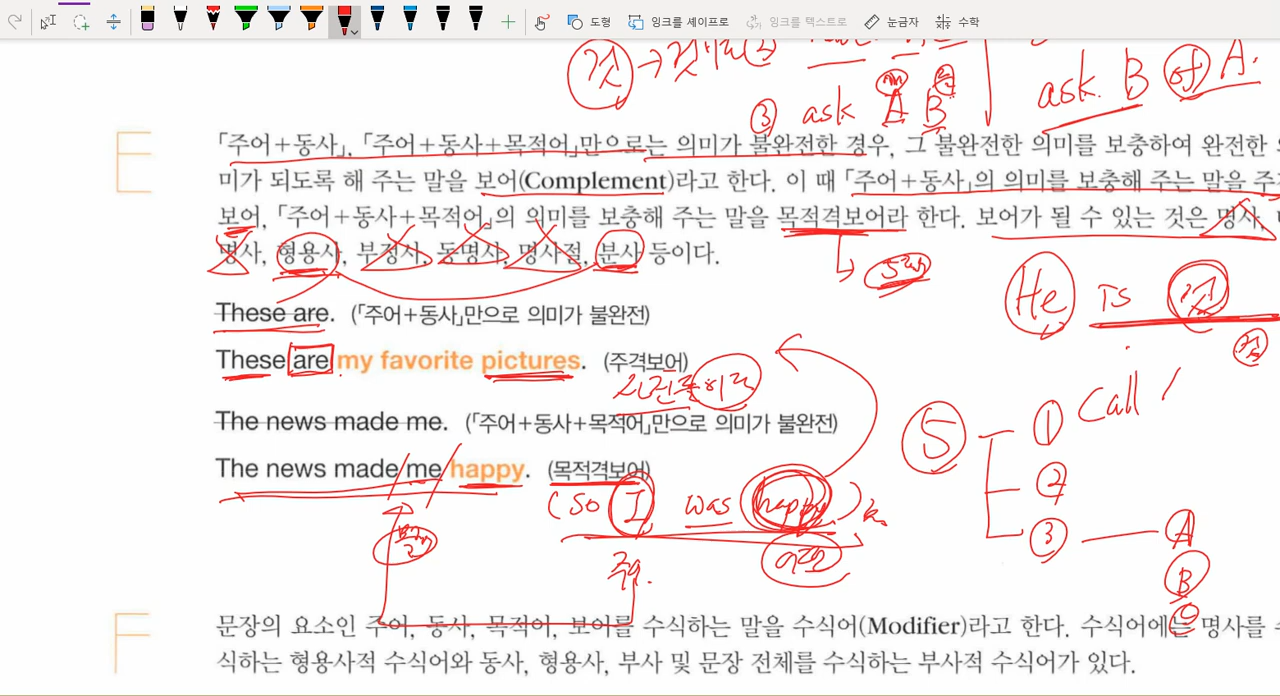 도형 잉크를 셰이프로 잉크를 텍스트로 눈금자 수학
것 → ②
③ ask A B
ask B of A.
E
「주어+동사」, 「주어+동사+목적어」만으로는 의미가 불완전한 경우, 그 불완전한 의미를 보충하여 완전한
미가 되도록 해 주는 말을 보어(Complement)라고 한다. 이 때 「주어+동사」의 의미를 보충해 주는 말을 주
보어, 「주어+동사+목적어」의 의미를 보충해 주는 말을 목적격보어라 한다. 보어가 될 수 있는 것은 명사,
명사, 형용사, 부정사, 동명사, 명사절, 분사 등이다.
He is 것
These are. (「주어+동사」만으로 의미가 불완전)
These are my favorite pictures. (주격보어)
The news made me. (「주어+동사+목적어」만으로 의미가 불완전)
The news made me happy. (목적격보어)
(so I was happy)
⑤ ① call
②
③ A
B
C
F
문장의 요소인 주어, 동사, 목적어, 보어를 수식하는 말을 수식어(Modifier)라고 한다. 수식어에는 명사를
식하는 형용사적 수식어와 동사, 형용사, 부사 및 문장 전체를 수식하는 부사적 수식어가 있다.